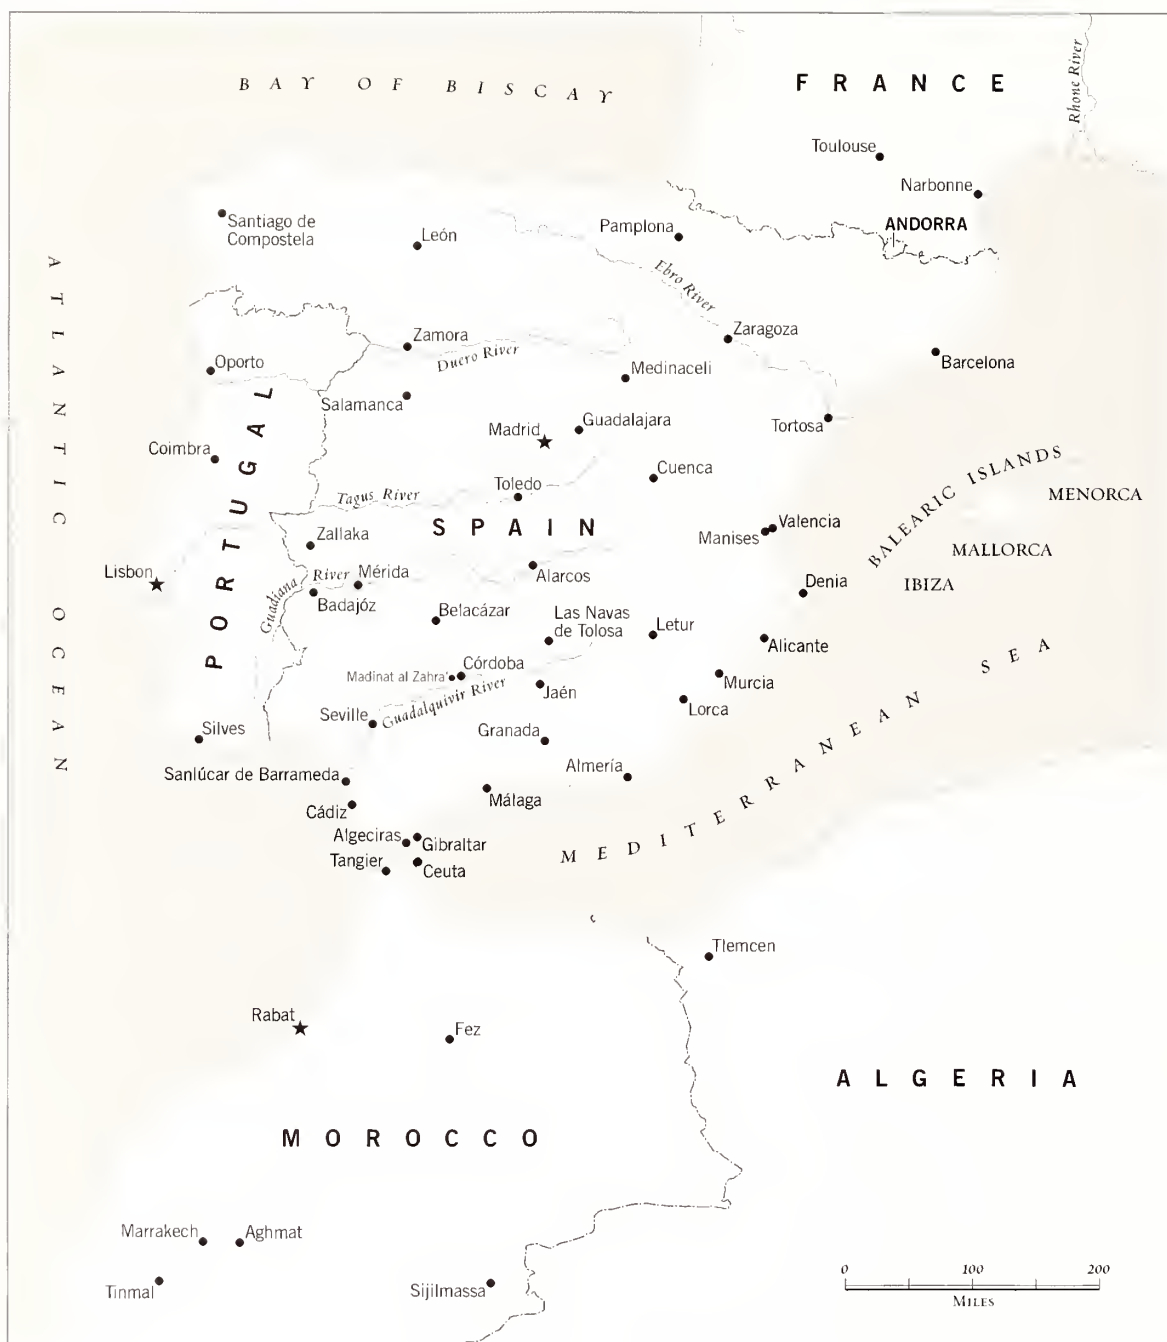 BAY OF BISCAY
FRANCE
Rhone River
Toulouse
Narbonne
ANDORRA
Santiago de
Compostela
León
Pamplona
Ebro River
ATLANTIC OCEAN
Zamora
Duero River
Zaragoza
Oporto
Medinaceli
Barcelona
Salamanca
PORTUGAL
Madrid
Guadalajara
Tortosa
Coimbra
Cuenca
BALEARIC ISLANDS
MENORCA
Toledo
Tagus River
SPAIN
Valencia
Manises
MALLORCA
Zallaka
Lisbon
Guadiana River
Mérida
Alarcos
Denia
IBIZA
Badajóz
Belacázar
Las Navas
de Tolosa
Letur
Alicante
Madinat al Zahra'
Córdoba
Guadalquivir River
Jaén
Murcia
Seville
Lorca
Silves
Granada
MEDITERRANEAN SEA
Almería
Sanlúcar de Barrameda
Málaga
Cádiz
Algeciras
Gibraltar
Tangier
Ceuta
Tlemcen
Rabat
Fez
ALGERIA
MOROCCO
Marrakech
Aghmat
Tinmal
Sijilmassa
0 100 200
MILES